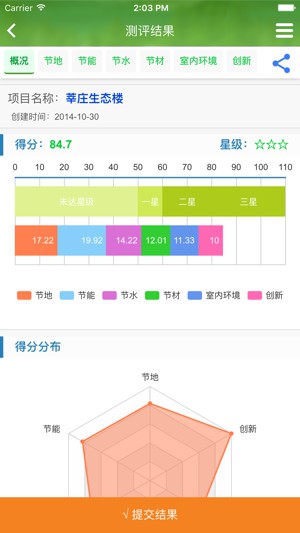 Carrier 2:03 PM
测评结果
概况 节地 节能 节水 节材 室内环境 创新
项目名称：莘庄生态楼
创建时间：2014-10-30
得分：84.7 星级：☆☆☆
0 10 20 30 40 50 60 70 80 90 100 110
未达星级 一星 二星 三星
17.22 19.92 14.22 12.01 11.33 10
节地 节能 节水 节材 室内环境 创新
得分分布
节地
节能 创新
√ 提交结果